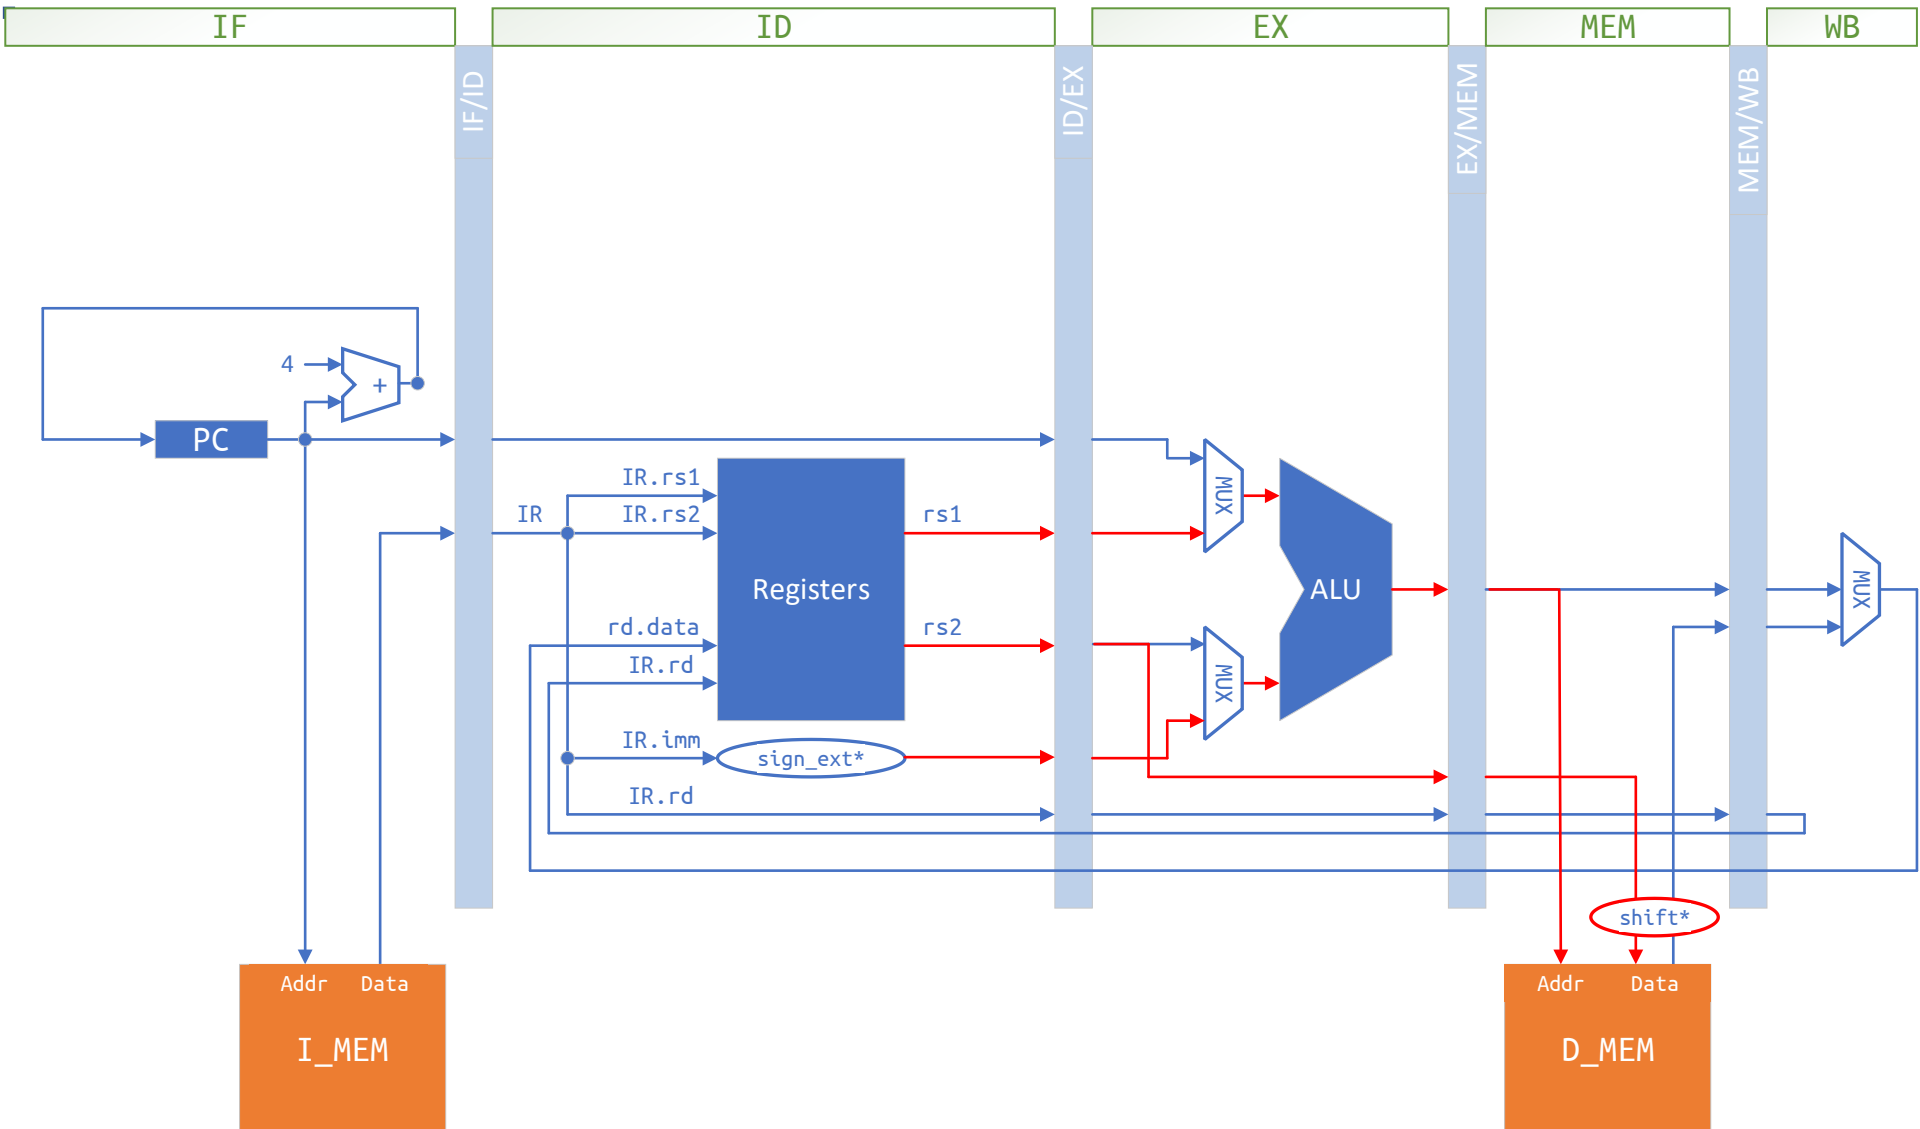 IF
ID
EX
MEM
WB
IF/ID
ID/EX
EX/MEM
MEM/WB
4
+
PC
IR
IR.rs1
IR.rs2
rd.data
IR.rd
IR.imm
IR.rd
Registers
sign_ext*
rs1
rs2
MUX
MUX
ALU
MUX
shift*
Addr Data
I_MEM
Addr Data
D_MEM